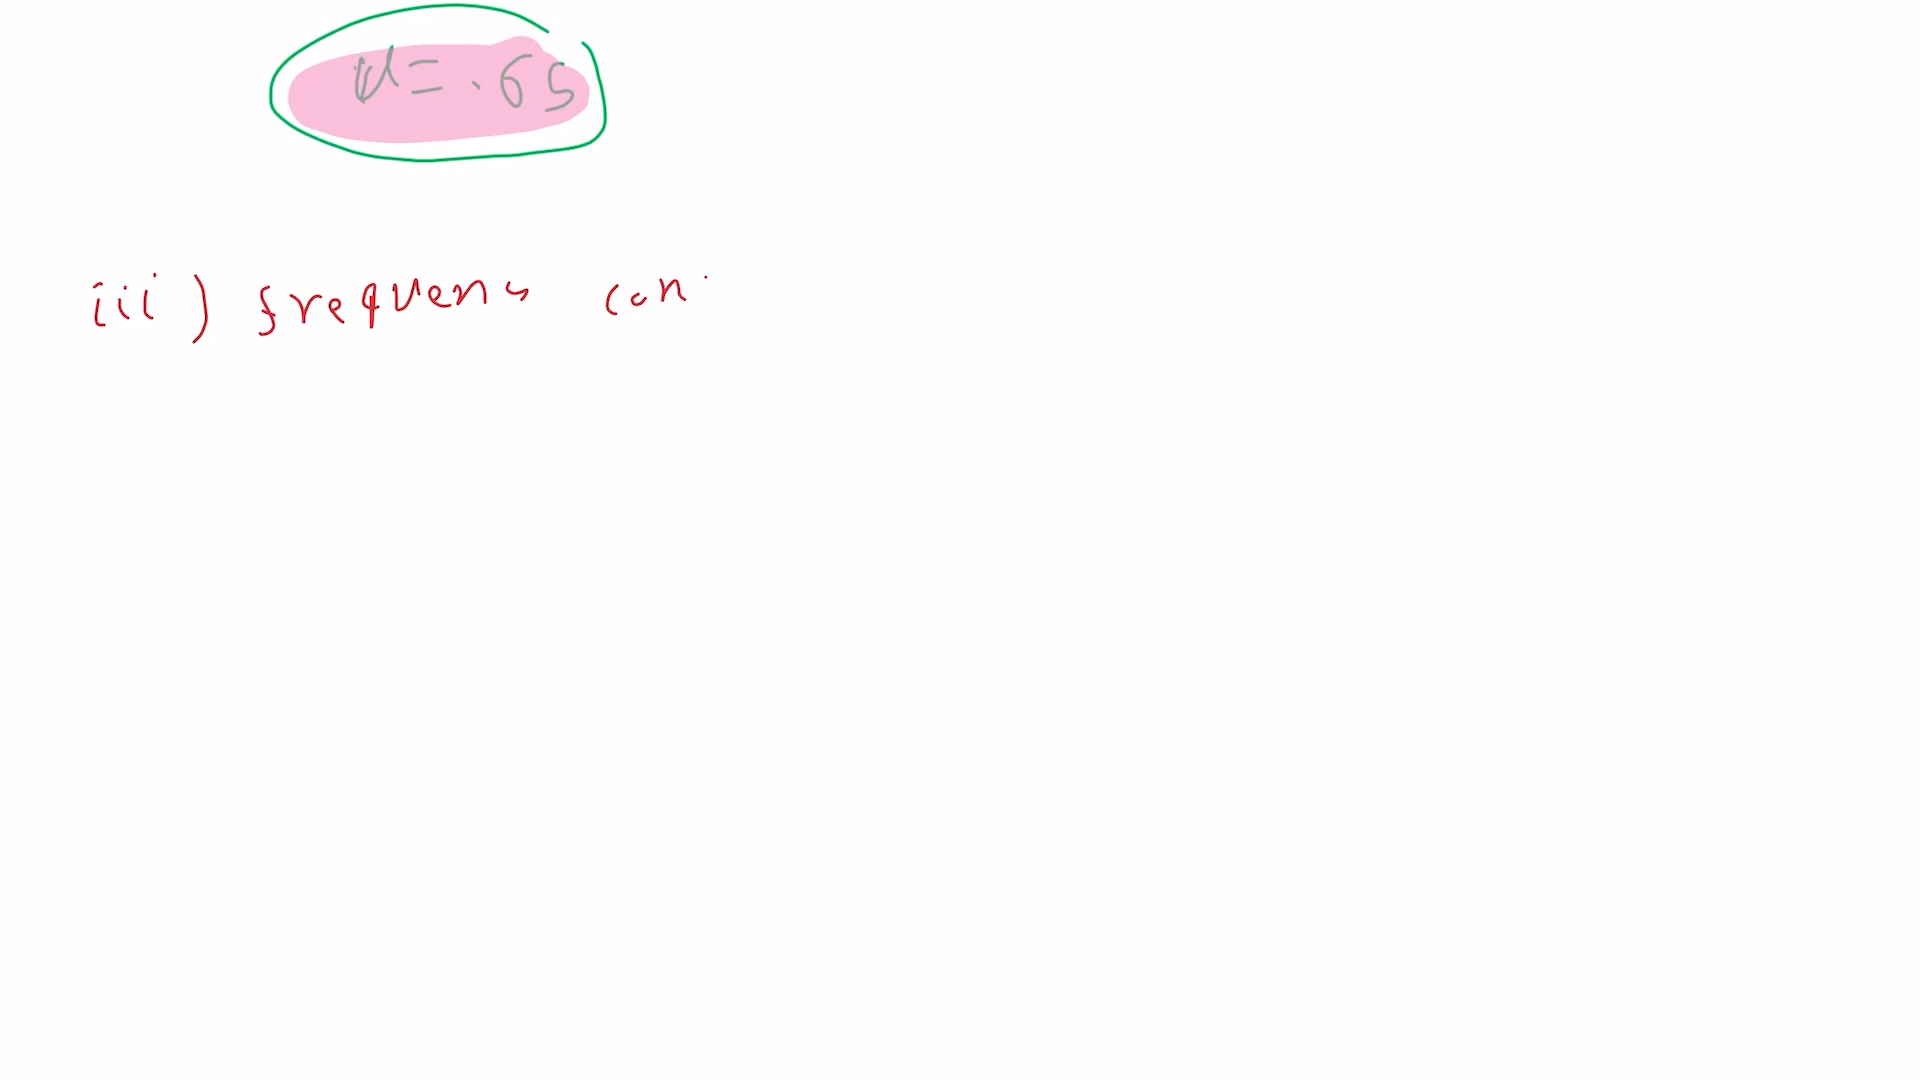 d = .65
iii) frequency con